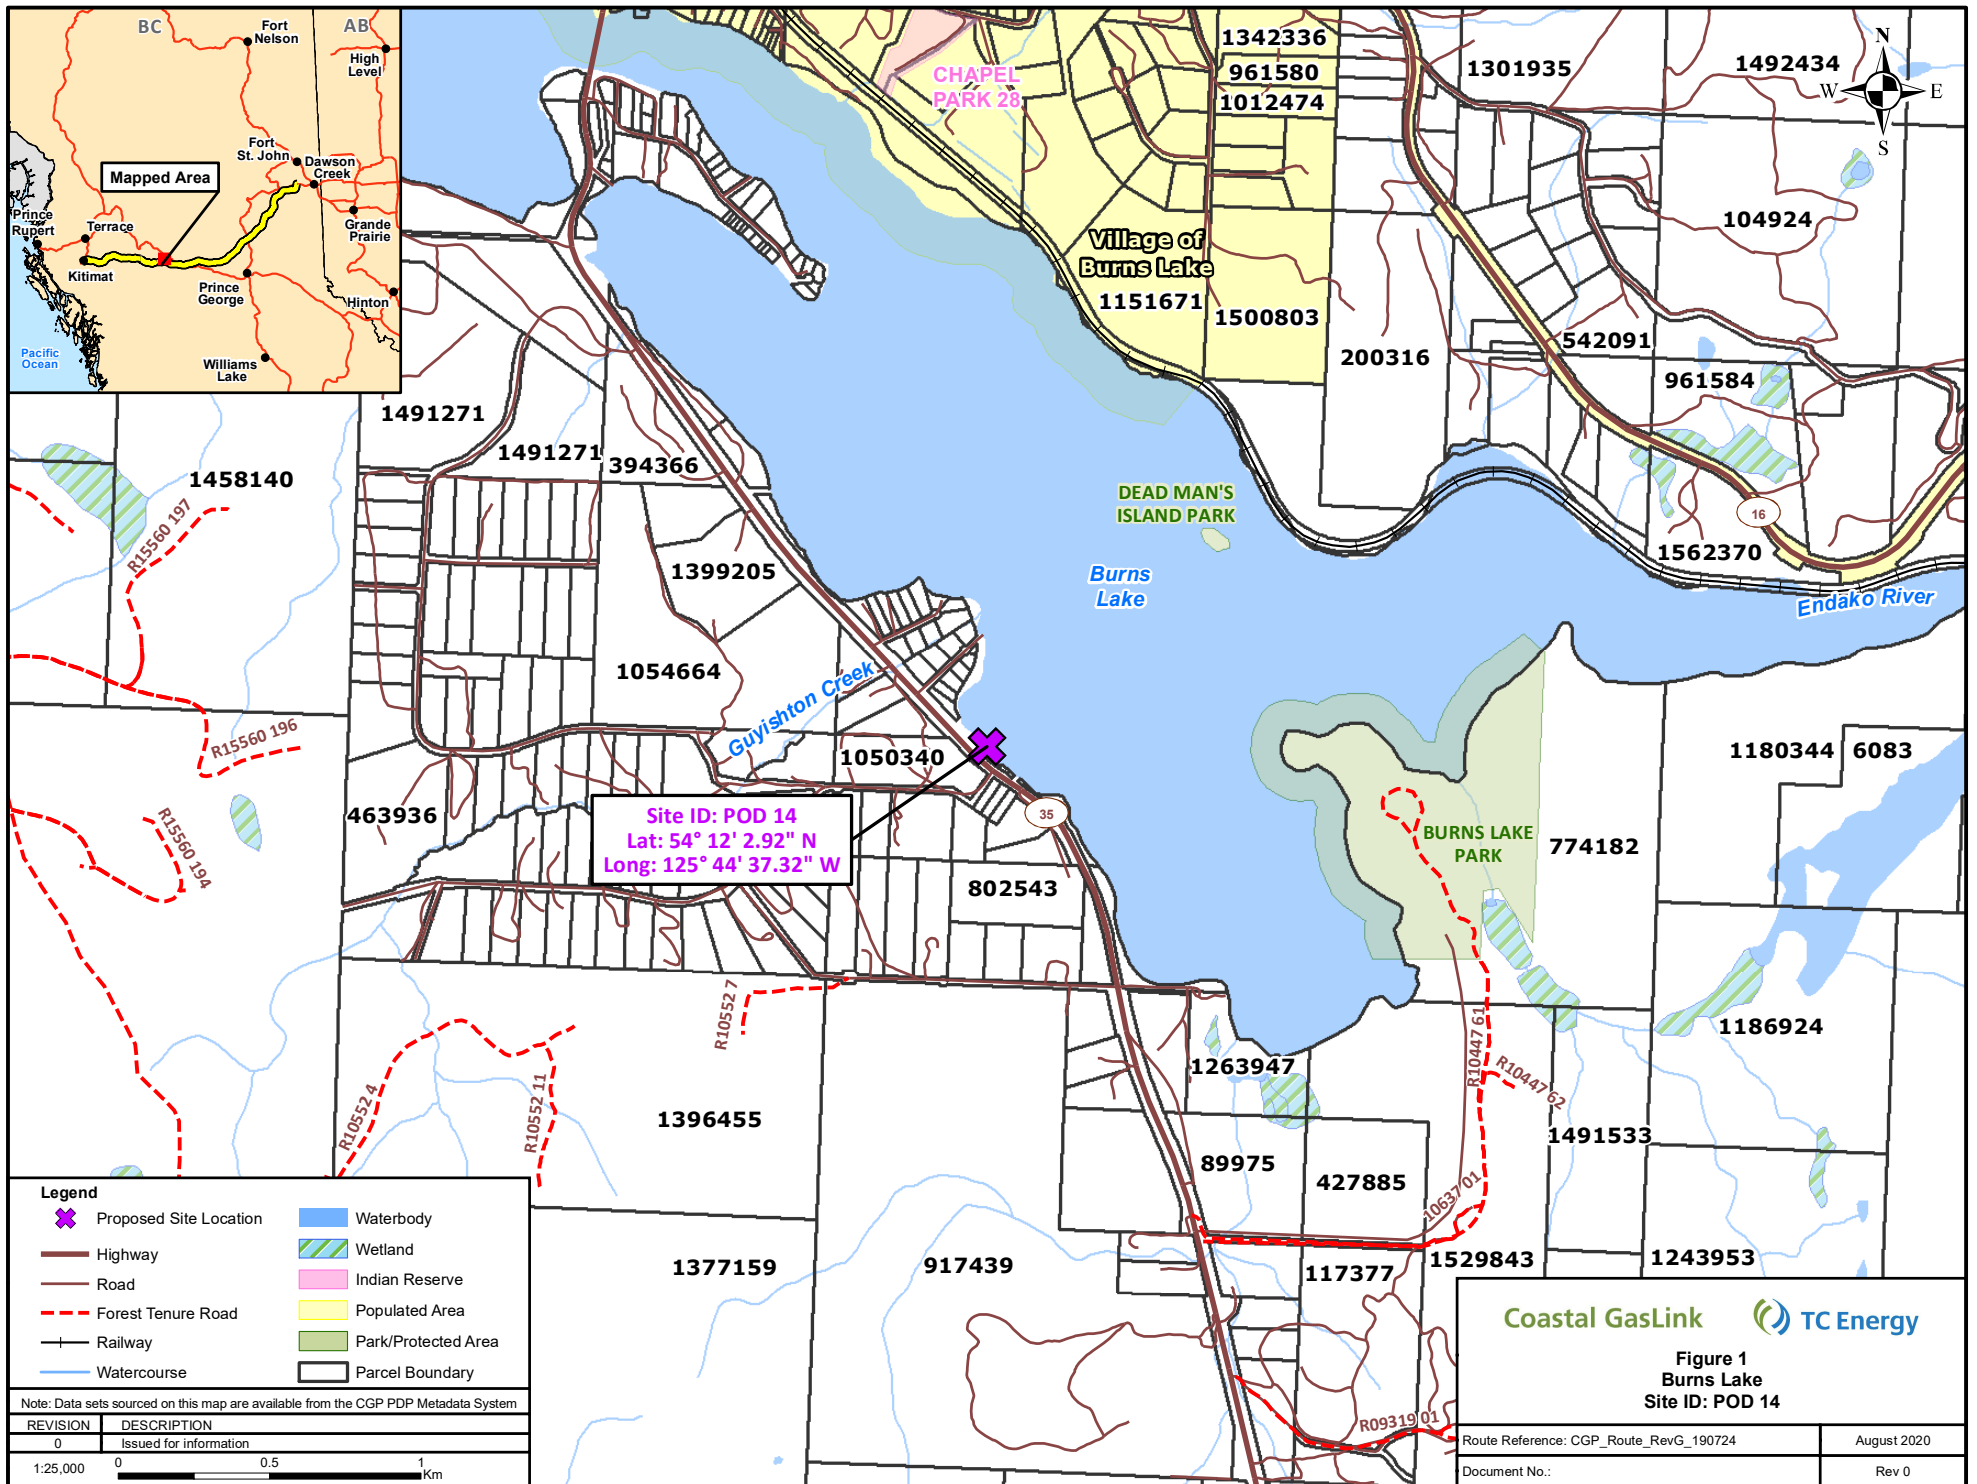 BC
AB
Fort
Nelson
High
Level
Fort
St. John
Dawson
Creek
Mapped Area
Prince
Rupert
Terrace
Grande
Prairie
Kitimat
Prince
George
Hinton
Pacific
Ocean
Williams
Lake
CHAPEL
PARK 28
1342336
961580
1012474
1301935
1492434
N
W
E
S
104924
Village of
Burns Lake
1151671
1500803
200316
542091
961584
1491271
1491271
394366
1458140
R15560 197
DEAD MAN'S
ISLAND PARK
16
1562370
1399205
Burns
Lake
Endako River
1054664
Guyishton Creek
R15560 196
1050340
1180344
6083
463936
R15560 194
Site ID: POD 14
Lat: 54° 12' 2.92" N
Long: 125° 44' 37.32" W
35
BURNS LAKE
PARK
774182
802543
R10552 7
1186924
R10447 61
R10447 62
1263947
R10552 4
R10552 11
1396455
1491533
89975
427885
10637 01
1377159
917439
117377
1529843
1243953
R09319 01
Legend
Proposed Site Location
Highway
Road
Forest Tenure Road
Railway
Watercourse
Waterbody
Wetland
Indian Reserve
Populated Area
Park/Protected Area
Parcel Boundary
Note: Data sets sourced on this map are available from the CGP PDP Metadata System
REVISION DESCRIPTION
0 Issued for information
1:25,000
0 0.5 1
Km
Coastal GasLink
TC Energy
Figure 1
Burns Lake
Site ID: POD 14
Route Reference: CGP_Route_RevG_190724
August 2020
Document No.:
Rev 0